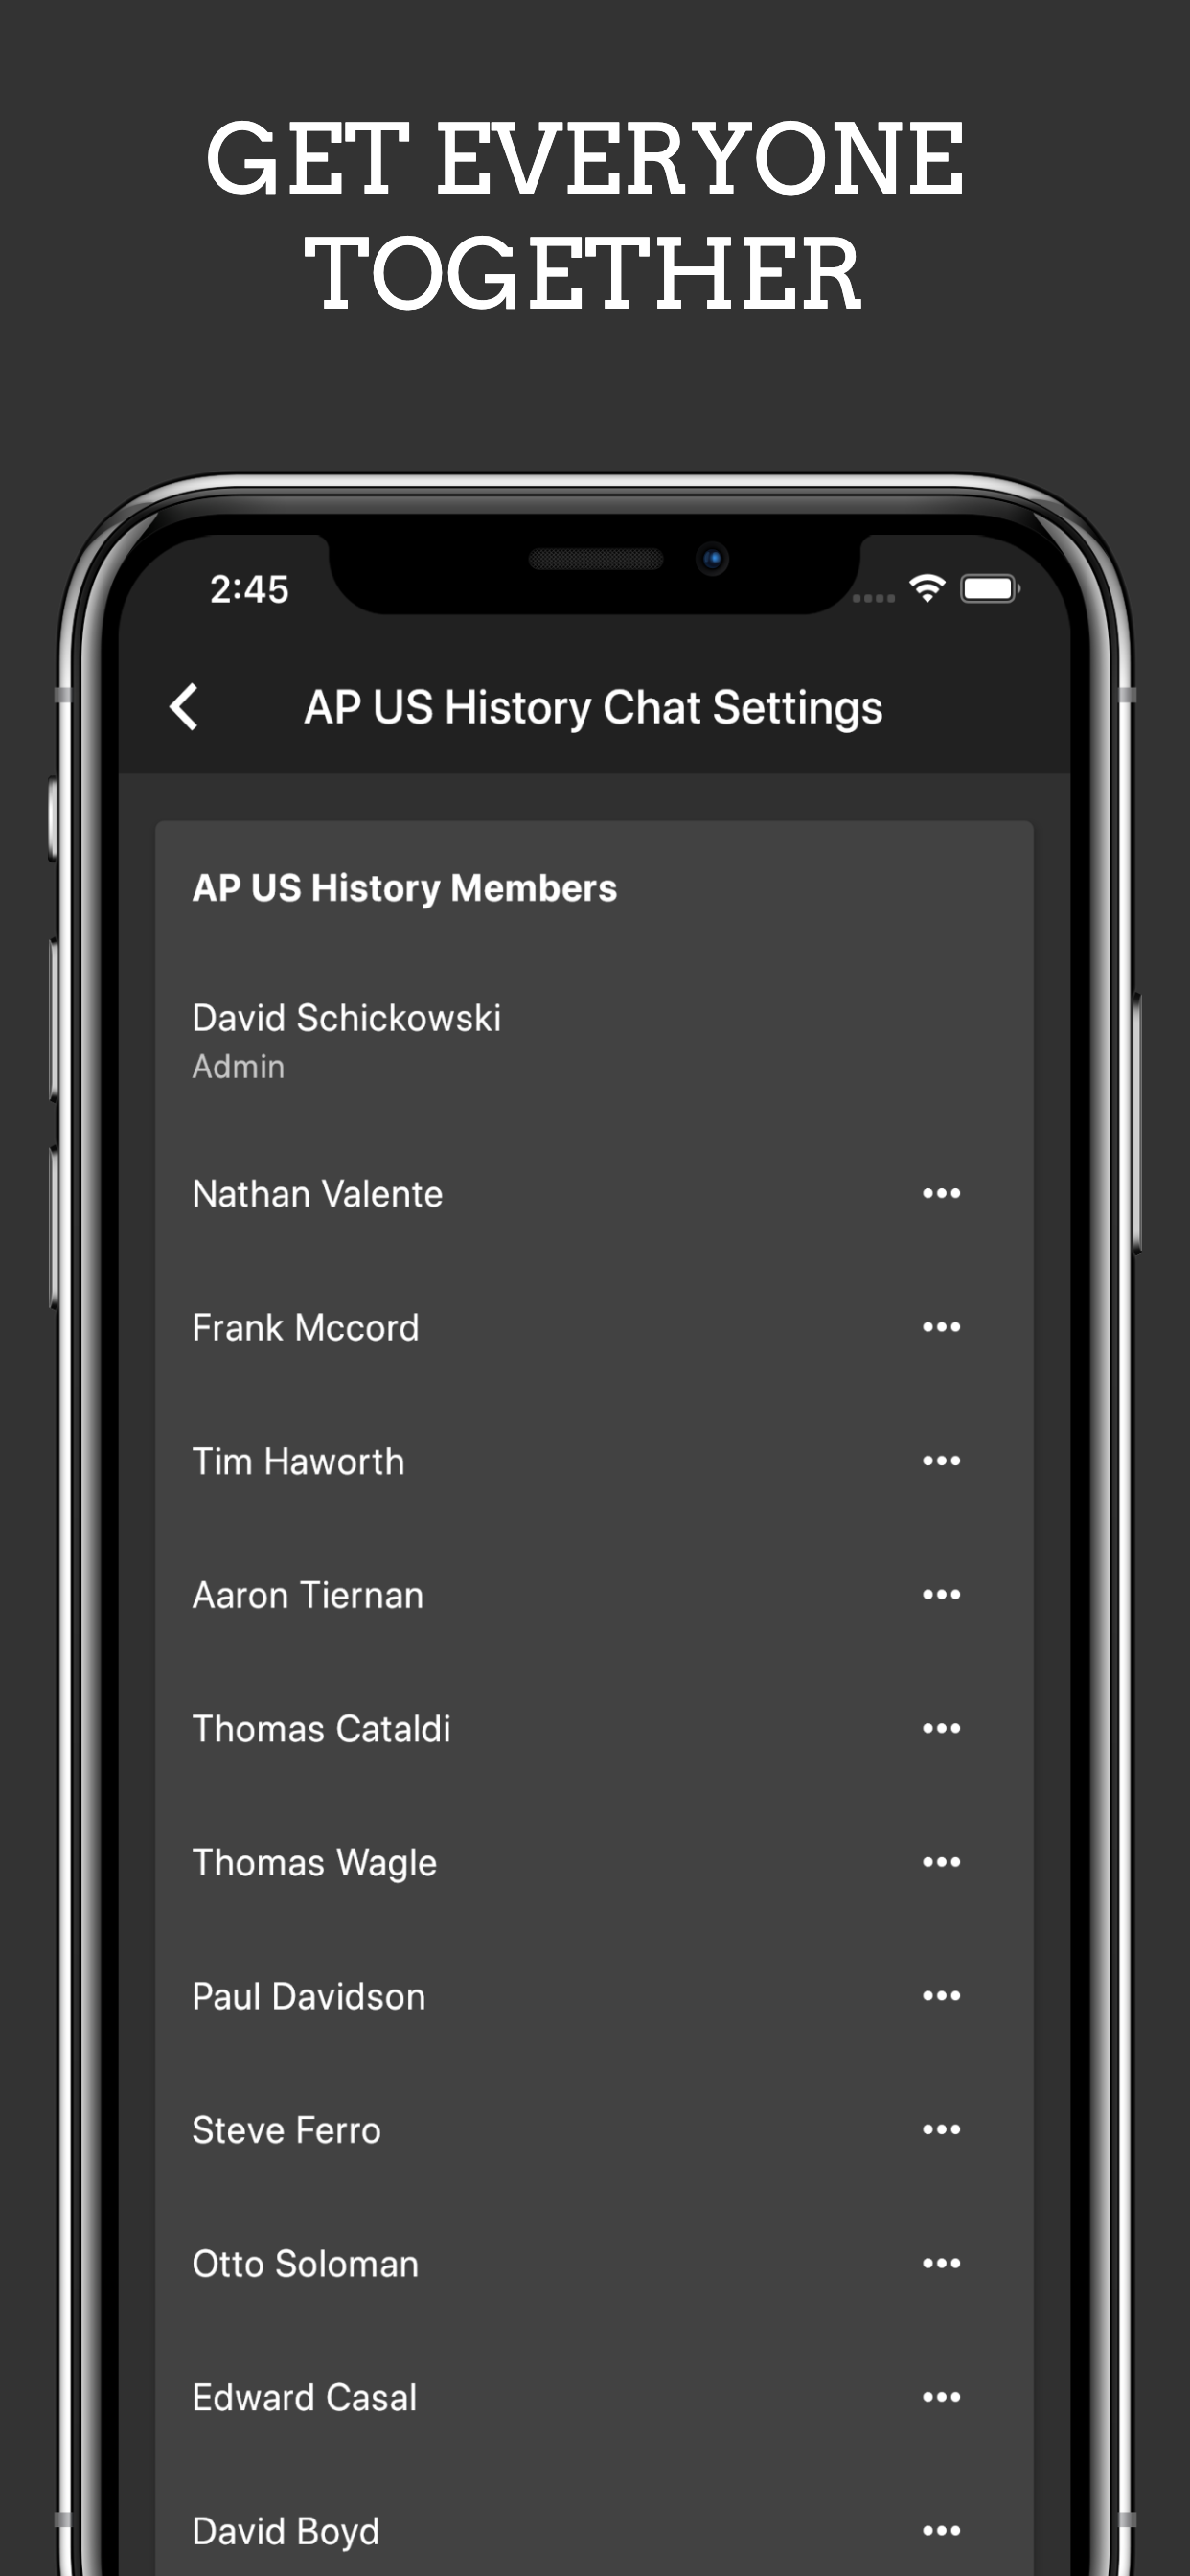 GET EVERYONE
TOGETHER
2:45
AP US History Chat Settings
AP US History Members
David Schickowski
Admin
Nathan Valente
Frank Mccord
Tim Haworth
Aaron Tiernan
Thomas Cataldi
Thomas Wagle
Paul Davidson
Steve Ferro
Otto Soloman
Edward Casal
David Boyd